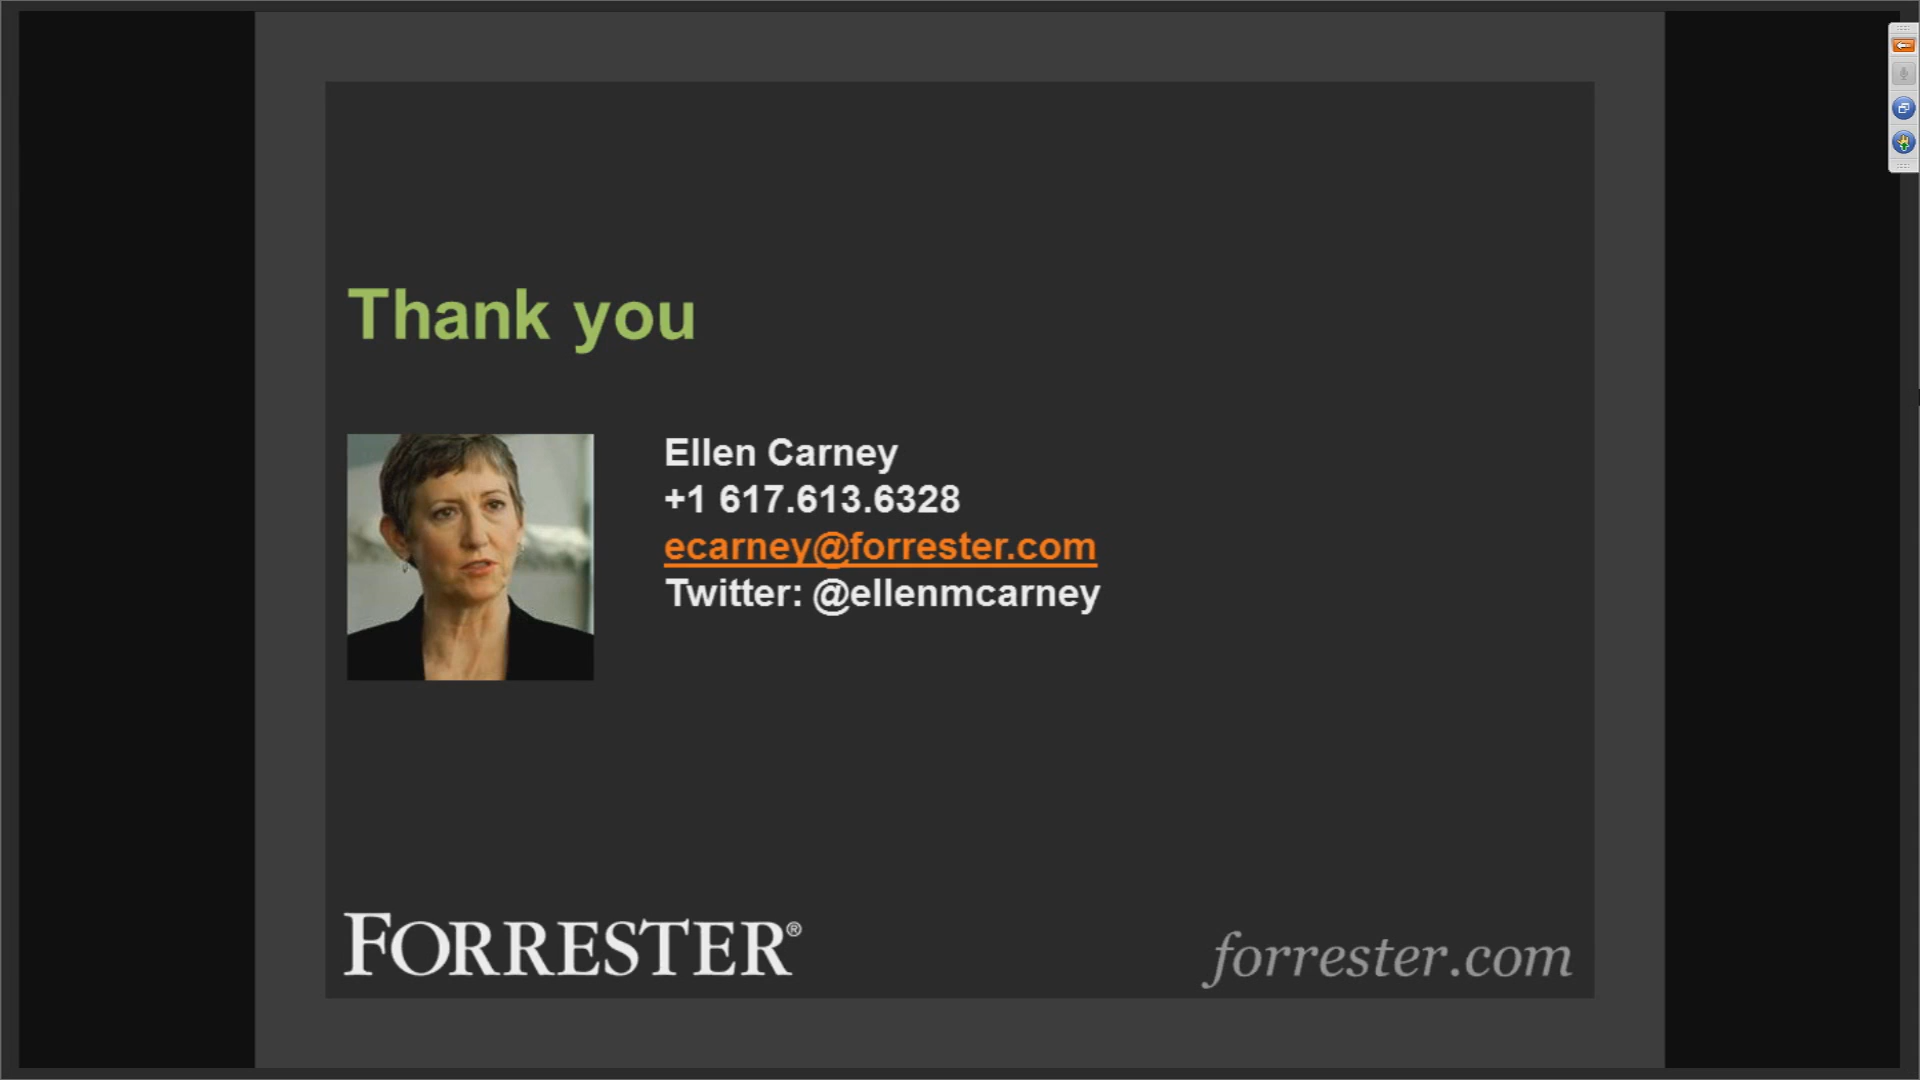 Thank you
Ellen Carney
+1 617.613.6328
ecarney@forrester.com
Twitter: @ellenmcarney
FORRESTER®
forrester.com